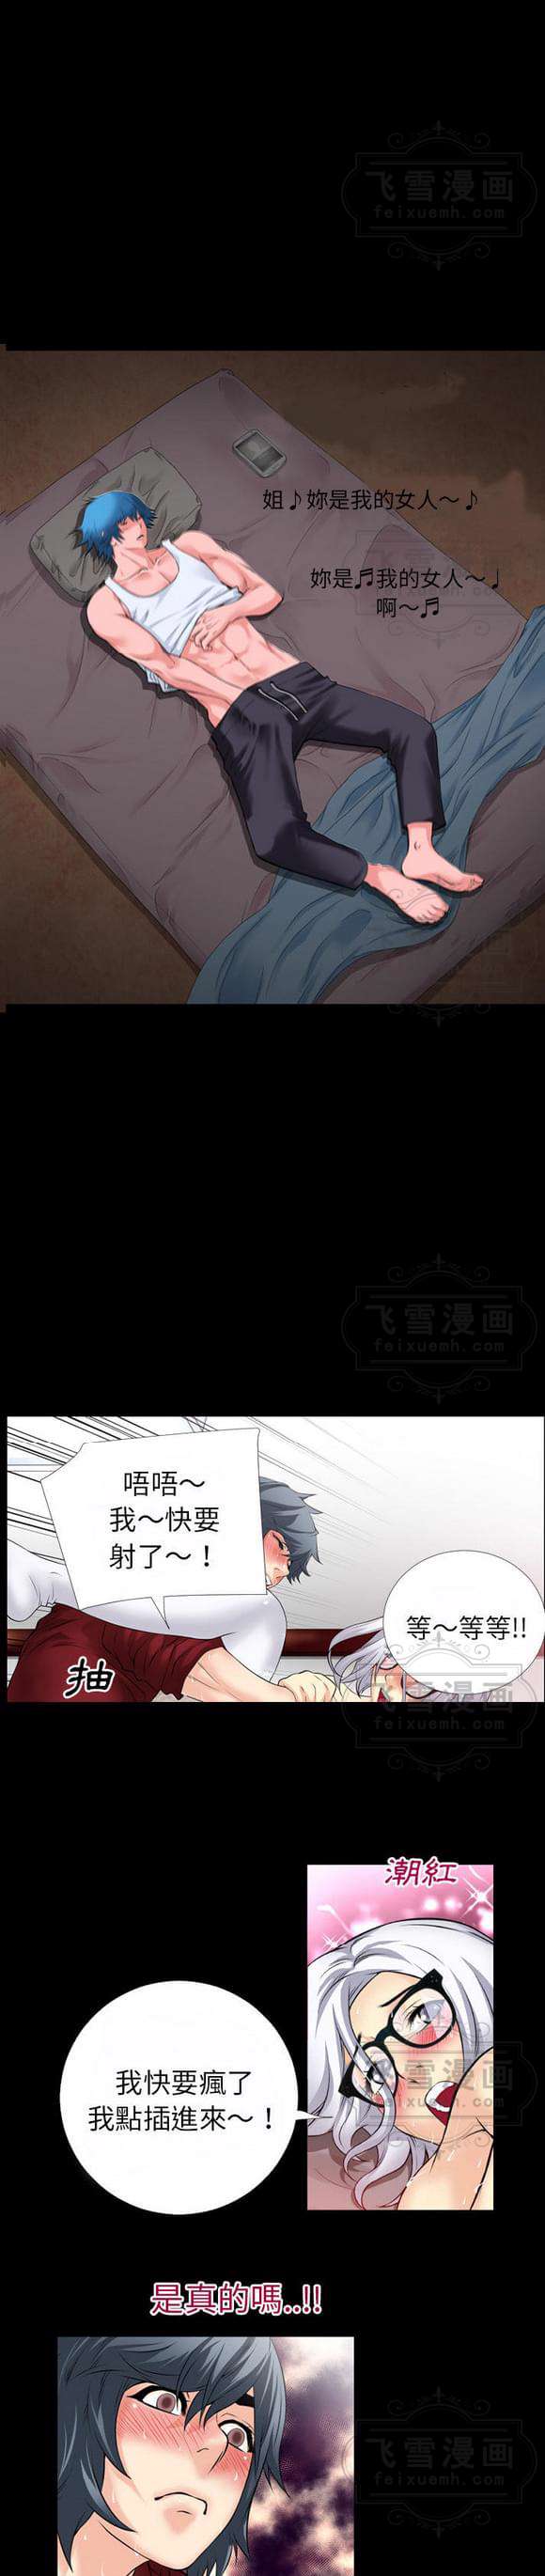 飞雪漫画
feixuemh.com
姐♪妳是我的女人～♪
妳是♬我的女人～♩
啊～♬
飞雪漫画
feixuemh.com
唔唔～
我～快要
射了～！
等～等等!!
抽
飞雪漫画
feixuemh.com
潮紅
我快要瘋了
我點插進來～！
飞雪漫画
feixuemh.com
是真的嗎..!!
飞雪漫画
feixuemh.com